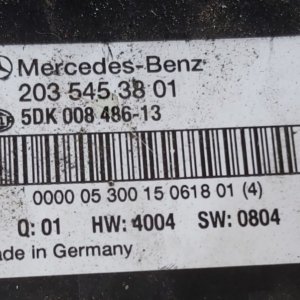 Mercedes-Benz
203 545 38 01
5DK 008 486-13
0000 05 300 15 0618 01 (4)
Q: 01 HW: 4004 SW: 0804
ade in Germany